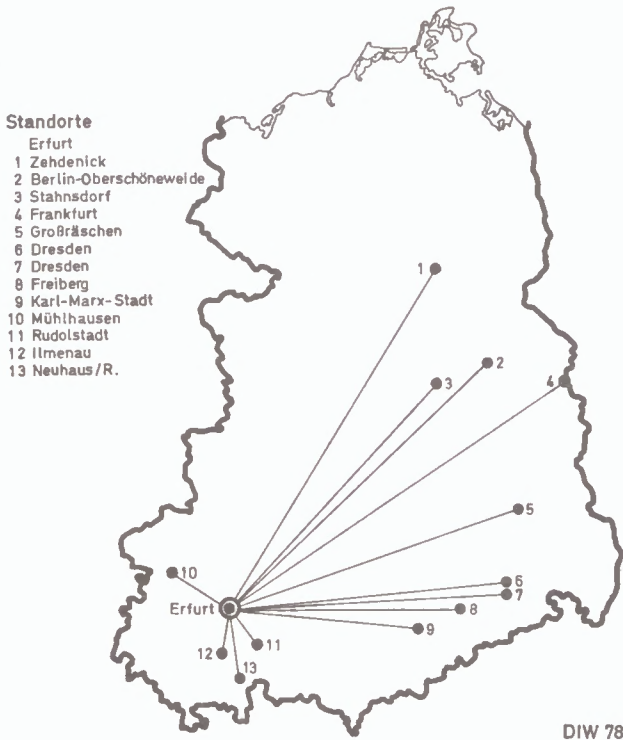 Standorte
Erfurt
1 Zehdenick
2 Berlin-Oberschöneweide
3 Stahnsdorf
4 Frankfurt
5 Großräschen
6 Dresden
7 Dresden
8 Freiberg
9 Karl-Marx-Stadt
10 Mühlhausen
11 Rudolstadt
12 Ilmenau
13 Neuhaus/R.
1
2
3
4
5
10
6
7
Erfurt
8
9
11
12
13
DIW 78